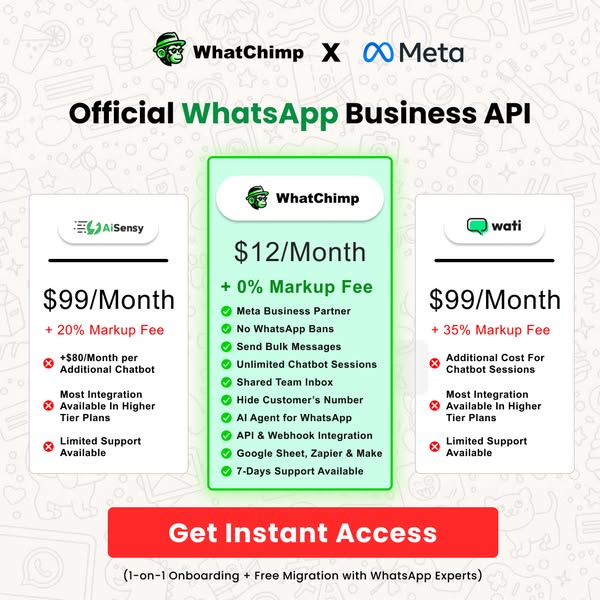 WhatChimp X Meta
Official WhatsApp Business API
AiSensy
$99/Month
+ 20% Markup Fee
+$80/Month per
Additional Chatbot
Most Integration
Available In Higher
Tier Plans
Limited Support
Available
WhatChimp
$12/Month
+ 0% Markup Fee
Meta Business Partner
No WhatsApp Bans
Send Bulk Messages
Unlimited Chatbot Sessions
Shared Team Inbox
Hide Customer's Number
AI Agent for WhatsApp
API & Webhook Integration
Google Sheet, Zapier & Make
7-Days Support Available
wati
$99/Month
+ 35% Markup Fee
Additional Cost For
Chatbot Sessions
Most Integration
Available In Higher
Tier Plans
Limited Support
Available
Get Instant Access
(1-on-1 Onboarding + Free Migration with WhatsApp Experts)